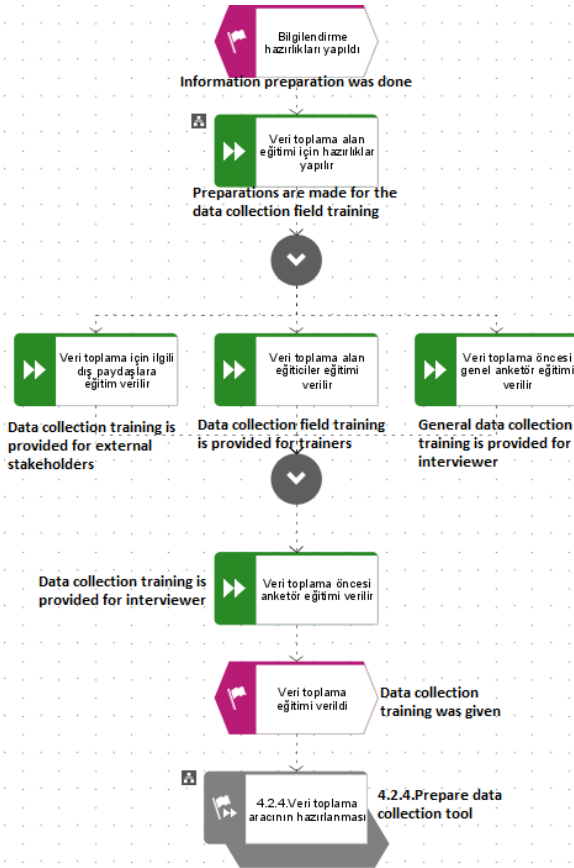 Bilgilendirme
hazırlıkları yapıldı
Information preparation was done
Veri toplama alan
eğitimi için hazırlıklar
yapılır
Preparations are made for the
data collection field training
Veri toplama için ilgili
dış paydaşlara
eğitim verilir
Data collection training is
provided for external
stakeholders
Veri toplama alan
eğiticiler eğitimi
verilir
Data collection field training
is provided for trainers
Veri toplama öncesi
genel anketör eğitimi
verilir
General data collection
training is provided for
interviewer
Data collection training is
provided for interviewer
Veri toplama öncesi
anketör eğitimi verilir
Veri toplama
eğitimi verildi
Data collection
training was given
4.2.4.Veri toplama
aracının hazırlanması
4.2.4.Prepare data
collection tool